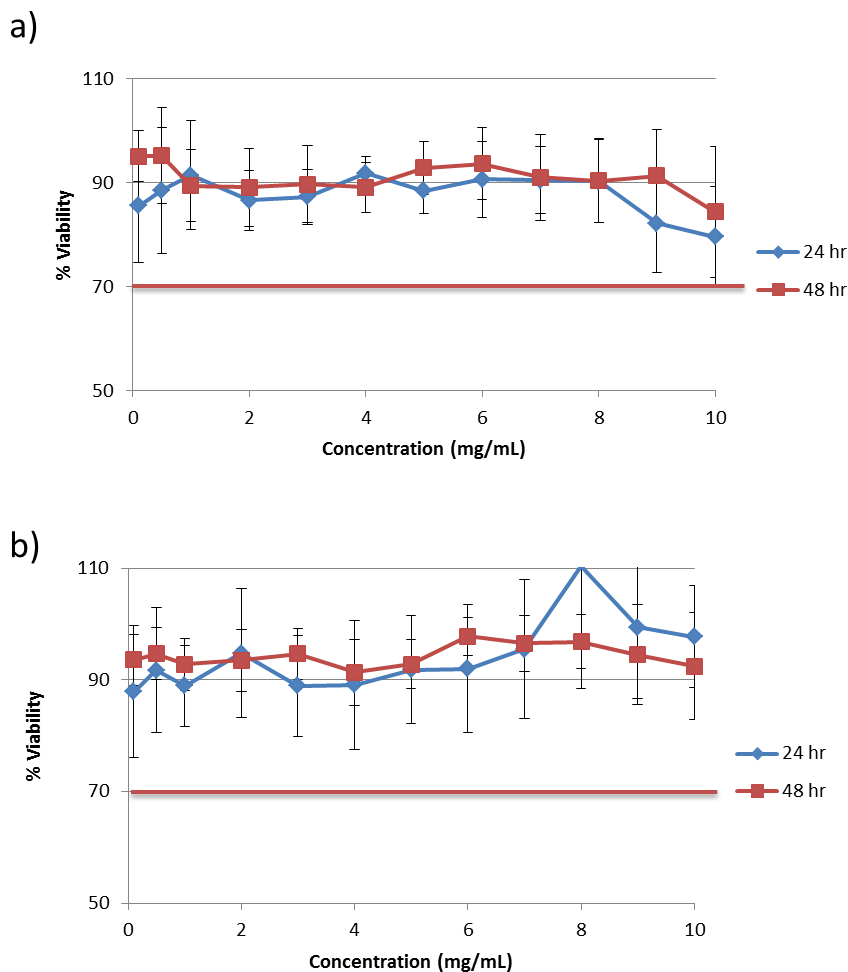 a)
110
90
70
50
% Viability
0 2 4 6 8 10
Concentration (mg/mL)
24 hr
48 hr
b)
110
90
70
50
% Viability
0 2 4 6 8 10
Concentration (mg/mL)
24 hr
48 hr